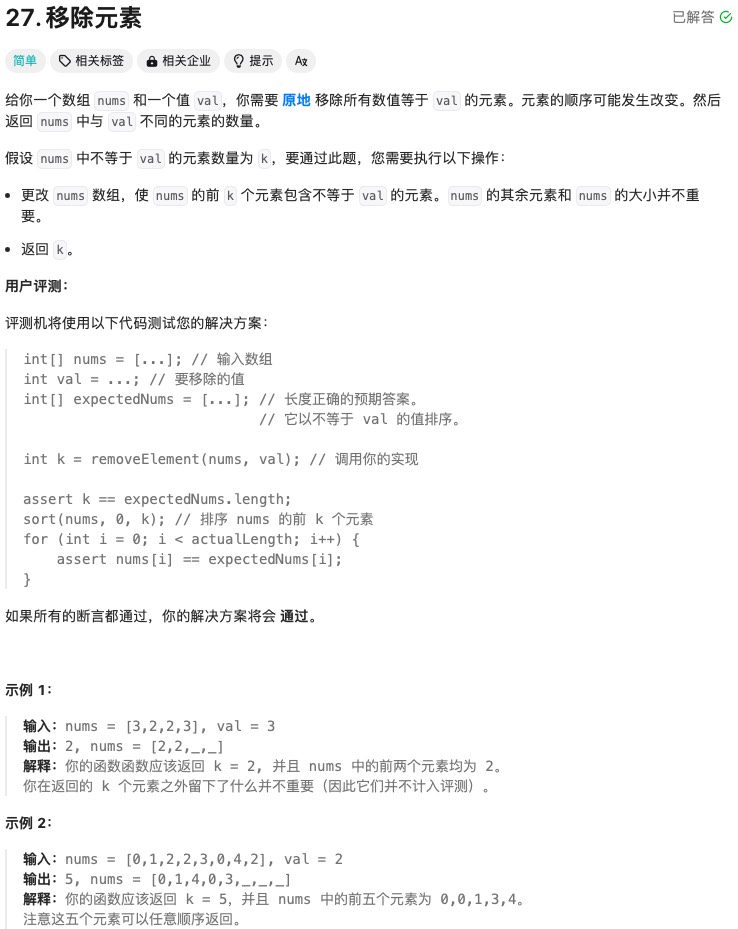 27. 移除元素
已解答
简单 相关标签 相关企业 提示 Az
给你一个数组 nums 和一个值 val，你需要 原地 移除所有数值等于 val 的元素。元素的顺序可能发生改变。然后
返回 nums 中与 val 不同的元素的数量。
假设 nums 中不等于 val 的元素数量为 k，要通过此题，您需要执行以下操作：
• 更改 nums 数组，使 nums 的前 k 个元素包含不等于 val 的元素。nums 的其余元素和 nums 的大小并不重
要。
• 返回 k。
用户评测：
评测机将使用以下代码测试您的解决方案：
int[] nums = [...]; // 输入数组
int val = ...; // 要移除的值
int[] expectedNums = [...]; // 长度正确的预期答案。
// 它以不等于 val 的值排序。
int k = removeElement(nums, val); // 调用你的实现
assert k == expectedNums.length;
sort(nums, 0, k); // 排序 nums 的前 k 个元素
for (int i = 0; i < actualLength; i++) {
    assert nums[i] == expectedNums[i];
}
如果所有的断言都通过，你的解决方案将会 通过。
示例 1：
输入：nums = [3,2,2,3], val = 3
输出：2, nums = [2,2,_,_]
解释：你的函数函数应该返回 k = 2, 并且 nums 中的前两个元素均为 2。
你在返回的 k 个元素之外留下了什么并不重要（因此它们并不计入评测）。
示例 2：
输入：nums = [0,1,2,2,3,0,4,2], val = 2
输出：5, nums = [0,1,4,0,3,_,_,_]
解释：你的函数应该返回 k = 5，并且 nums 中的前五个元素为 0,0,1,3,4。
注意这五个元素可以任意顺序返回。